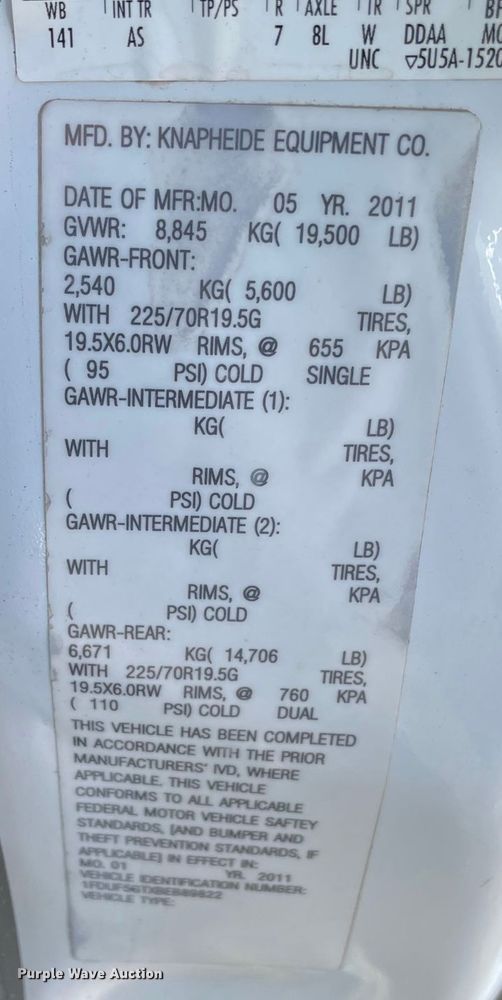 WB INT TR TP/PS R AXLE TR SPR
141 AS 7 8L W DDAA
UNC ▽5U5A-1520
MFD. BY: KNAPHEIDE EQUIPMENT CO.
DATE OF MFR:MO. 05 YR. 2011
GVWR: 8,845 KG( 19,500 LB)
GAWR-FRONT:
2,540 KG( 5,600 LB)
WITH 225/70R19.5G TIRES,
19.5X6.0RW RIMS, @ 655 KPA
( 95 PSI) COLD SINGLE
GAWR-INTERMEDIATE (1):
KG( LB)
WITH TIRES,
RIMS, @ KPA
( PSI) COLD
GAWR-INTERMEDIATE (2):
KG( LB)
WITH TIRES,
RIMS, @ KPA
( PSI) COLD
GAWR-REAR:
6,671 KG( 14,706 LB)
WITH 225/70R19.5G TIRES,
19.5X6.0RW RIMS, @ 760 KPA
( 110 PSI) COLD DUAL
THIS VEHICLE HAS BEEN COMPLETED
IN ACCORDANCE WITH THE PRIOR
MANUFACTURERS' IVD, WHERE
APPLICABLE. THIS VEHICLE
CONFORMS TO ALL APPLICABLE
FEDERAL MOTOR VEHICLE SAFTEY
STANDARDS, [AND BUMPER AND
THEFT PREVENTION STANDARDS, IF
APPLICABLE] IN EFFECT IN:
MO. 01 YR. 2011
VEHICLE IDENTIFICATION NUMBER:
VEHICLE TYPE:
Purple Wave Auction